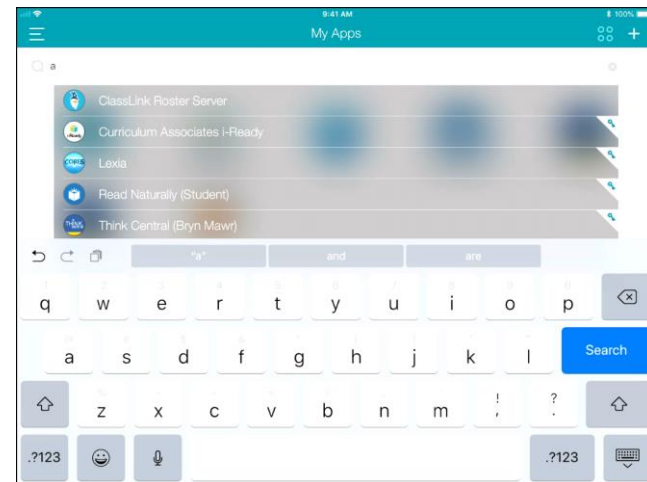 9:41 AM
100%
My Apps
a
ClassLink Roster Server
Curriculum Associates i-Ready
Lexia
Read Naturally (Student)
Think Central (Bryn Mawr)
"a" and are
q w e r t y u i o p
a s d f g h j k l Search
z x c v b n m ! , ? .
.?123 .?123